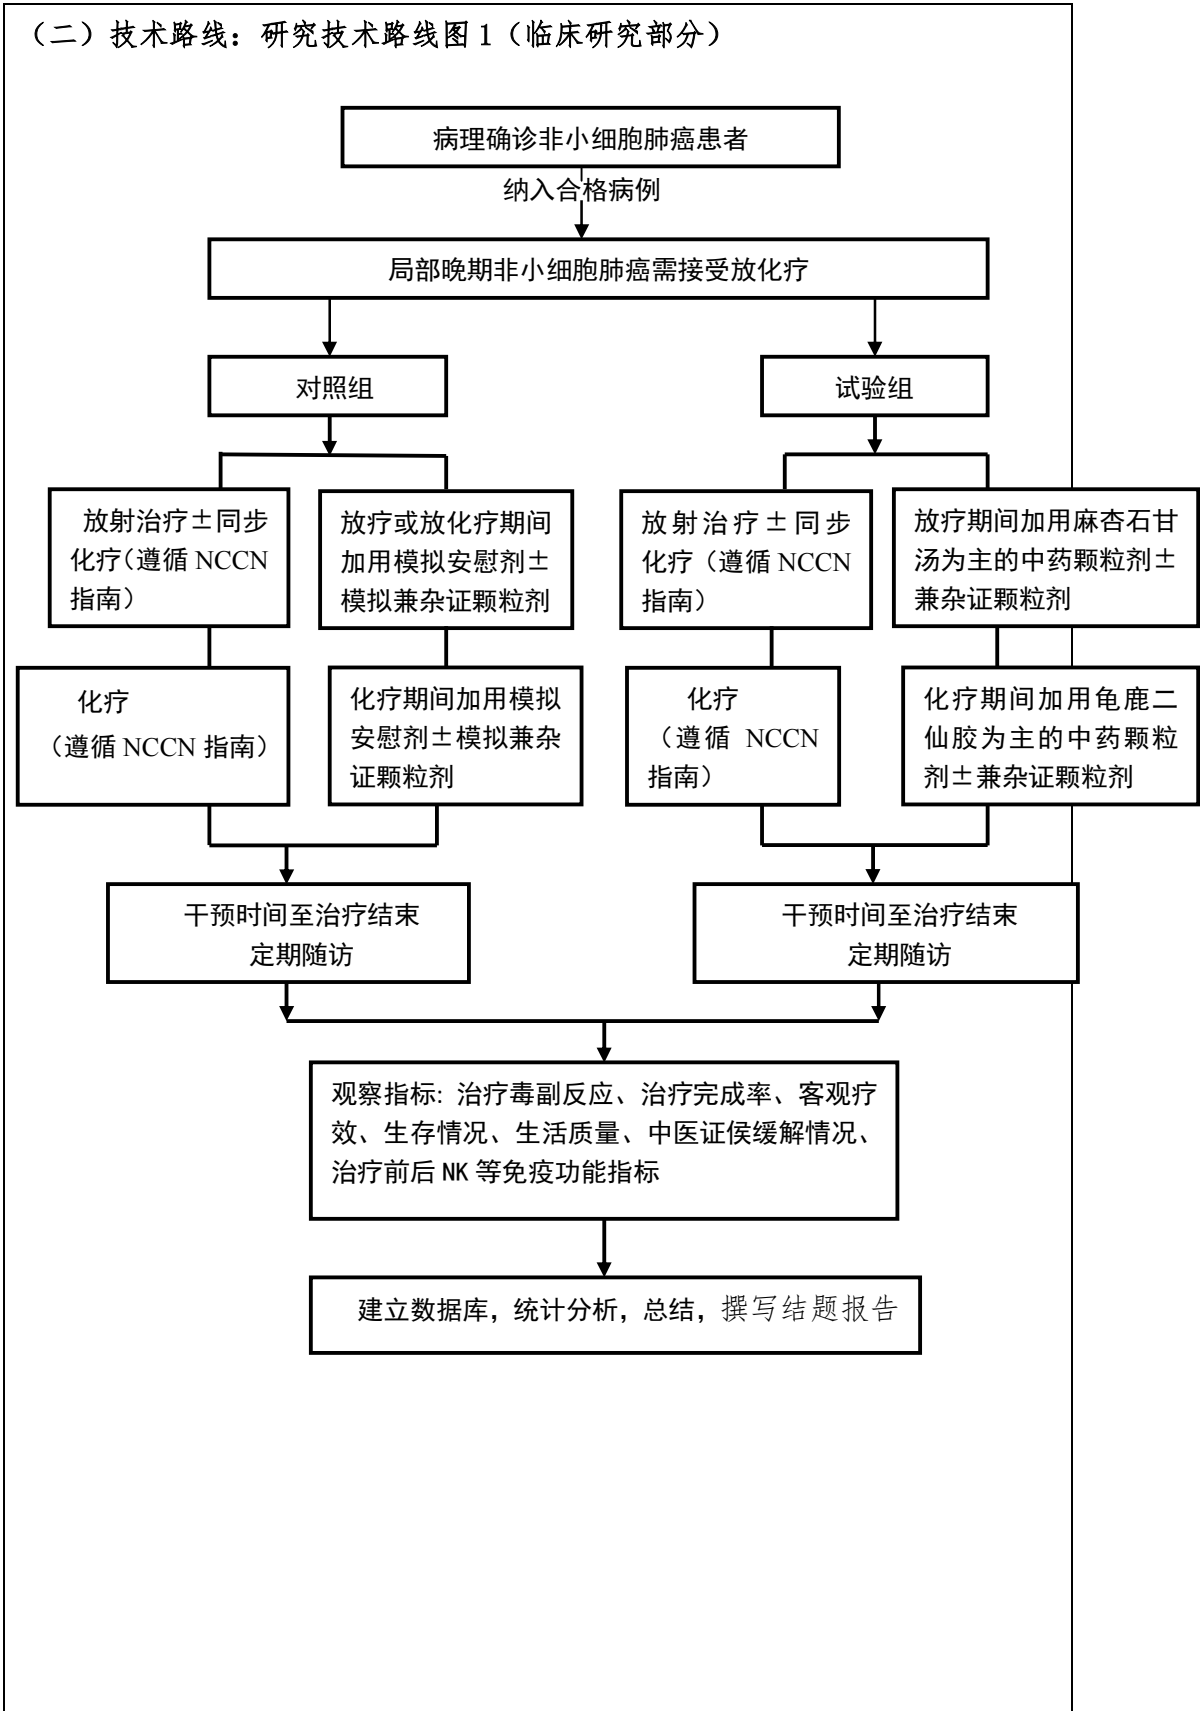 （二）技术路线：研究技术路线图1（临床研究部分）
病理确诊非小细胞肺癌患者
纳入合格病例
局部晚期非小细胞肺癌需接受放化疗
对照组
试验组
放射治疗±同步
化疗（遵循 NCCN
指南）
放疗或放化疗期间
加用模拟安慰剂±
模拟兼杂证颗粒剂
放射治疗±同步
化疗（遵循 NCCN
指南）
放疗期间加用麻杏石甘
汤为主的中药颗粒剂±
兼杂证颗粒剂
化疗
（遵循 NCCN 指南）
化疗期间加用模拟
安慰剂±模拟兼杂
证颗粒剂
化疗
（遵循 NCCN
指南）
化疗期间加用龟鹿二
仙胶为主的中药颗粒
剂±兼杂证颗粒剂
干预时间至治疗结束
定期随访
干预时间至治疗结束
定期随访
观察指标: 治疗毒副反应、治疗完成率、客观疗
效、生存情况、生活质量、中医证侯缓解情况、
治疗前后 NK 等免疫功能指标
建立数据库，统计分析，总结，撰写结题报告